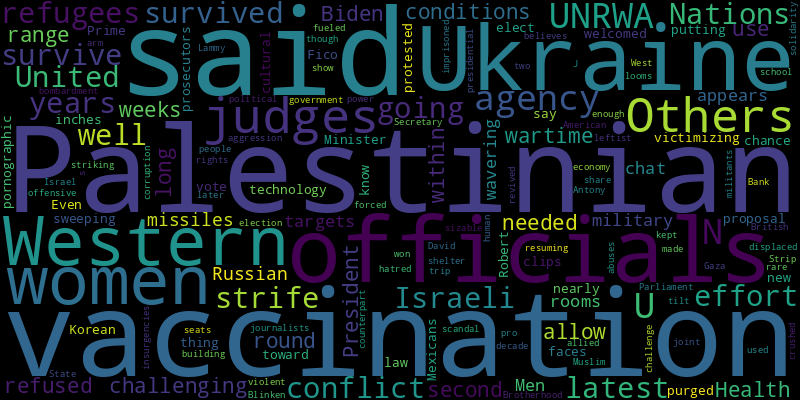 refugees survived Biden conditions UNRWA Nations
range Prime fueled prosecutors Lammy though Fico cultural protested elect welcomed putting use solidarity
survive said Ukraine imprisoned presidential believes two J West looms school
United arm show agency appears
bombardment years weeks political government power Others
inches judges going Secretary American say enough leftist
pornographic well aggression Minister within wavering wartime victimizing chance
Palestinian people rights know chat economy militants
striking long corruption vote technology revived share Bank
Israel offensive later s forced Antony
Even
sweeping missiles election targets needed military proposal British
Western officials won David sizable human N kept displaced
hatred shelter trip Robert resuming made Gaza Strip
Russian President clips abuses rare new
women strife Israeli nearly rooms U Parliament tilt effort
vaccination counterpart
Korean insurgencies seats journalists round scandal pro allow allied challenge joint used crushed
thing building toward Mexicans decade faces Muslim
State law
refused challenging violent Blinken conflict second Brotherhood Men latest purged Health